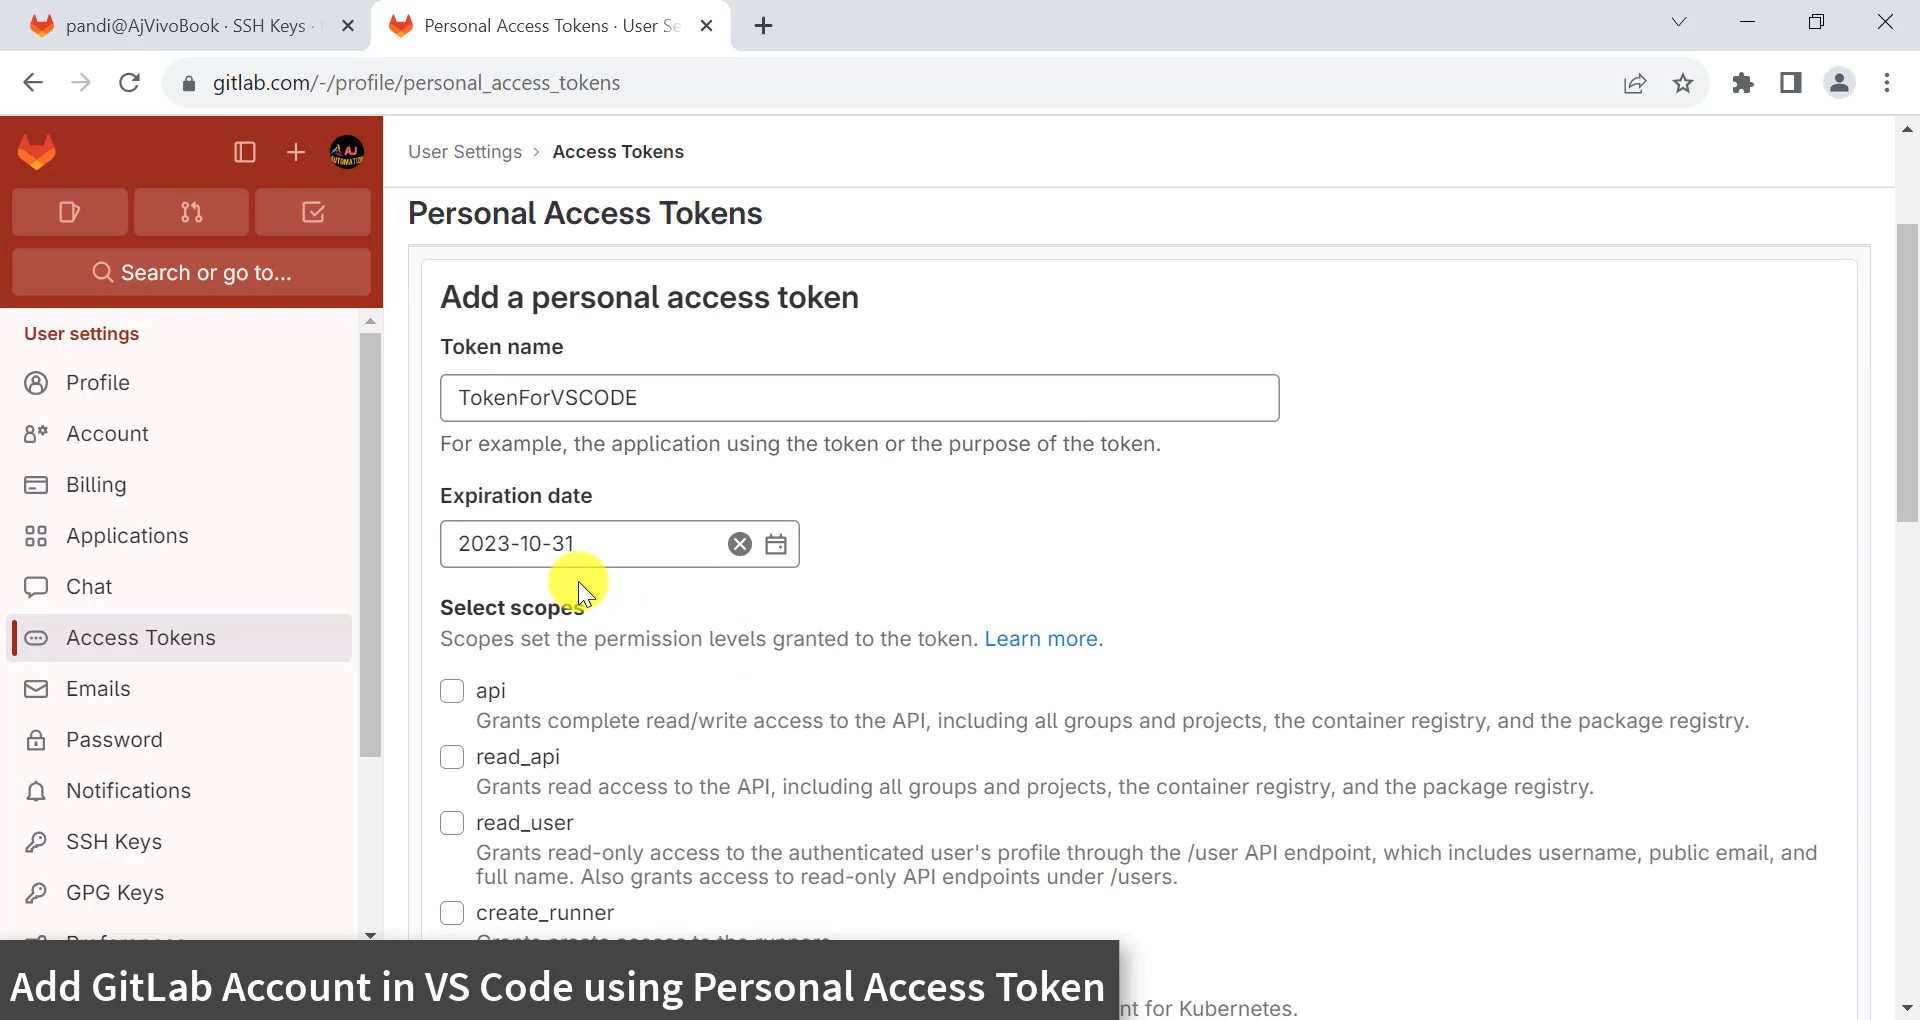 pandi@AjVivoBook · SSH Keys ·
Personal Access Tokens · User Se
gitlab.com/-/profile/personal_access_tokens
AJ
Search or go to...
User settings
Profile
Account
Billing
Applications
Chat
Access Tokens
Emails
Password
Notifications
SSH Keys
GPG Keys
User Settings › Access Tokens
Personal Access Tokens
Add a personal access token
Token name
TokenForVSCODE
For example, the application using the token or the purpose of the token.
Expiration date
2023-10-31
Select scopes
Scopes set the permission levels granted to the token. Learn more.
api
Grants complete read/write access to the API, including all groups and projects, the container registry, and the package registry.
read_api
Grants read access to the API, including all groups and projects, the container registry, and the package registry.
read_user
Grants read-only access to the authenticated user's profile through the /user API endpoint, which includes username, public email, and
full name. Also grants access to read-only API endpoints under /users.
create_runner
Grants create access to the runners.
nt for Kubernetes.
Add GitLab Account in VS Code using Personal Access Token